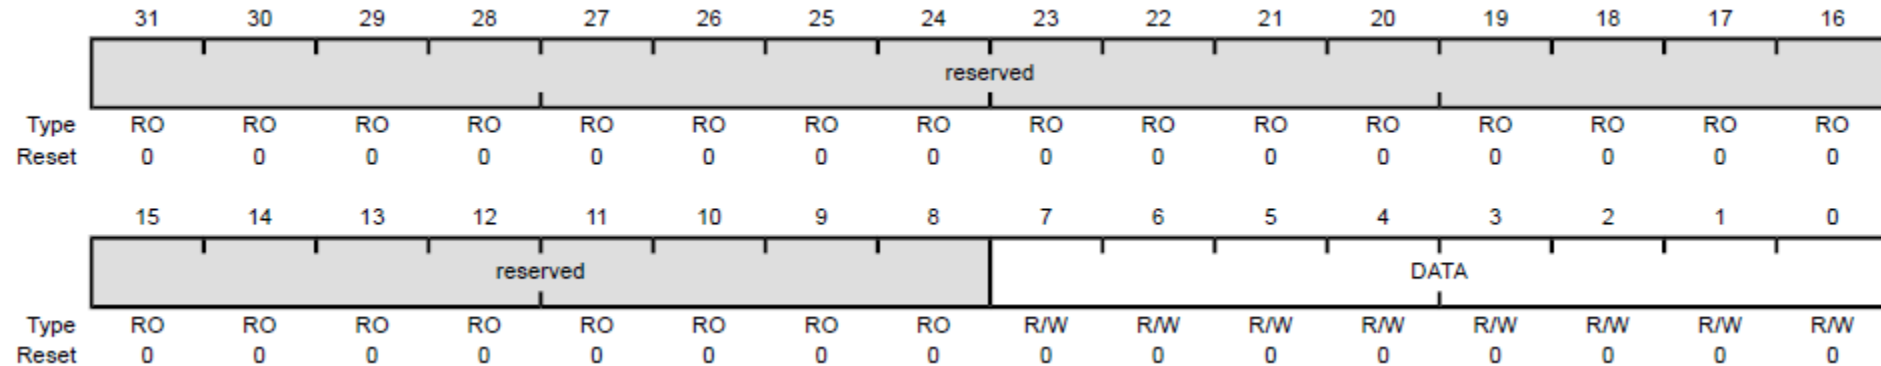 31 30 29 28 27 26 25 24 23 22 21 20 19 18 17 16
reserved
Type RO RO RO RO RO RO RO RO RO RO RO RO RO RO RO RO
Reset 0 0 0 0 0 0 0 0 0 0 0 0 0 0 0 0
15 14 13 12 11 10 9 8 7 6 5 4 3 2 1 0
reserved DATA
Type RO RO RO RO RO RO RO RO R/W R/W R/W R/W R/W R/W R/W R/W
Reset 0 0 0 0 0 0 0 0 0 0 0 0 0 0 0 0